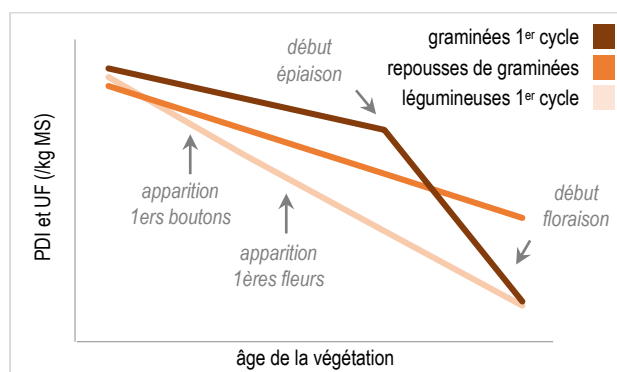 graminées 1er cycle
repousses de graminées
légumineuses 1er cycle
début
épiaison
apparition
1ers boutons
apparition
1ères fleurs
début
floraison
PDI et UF (/kg MS)
âge de la végétation